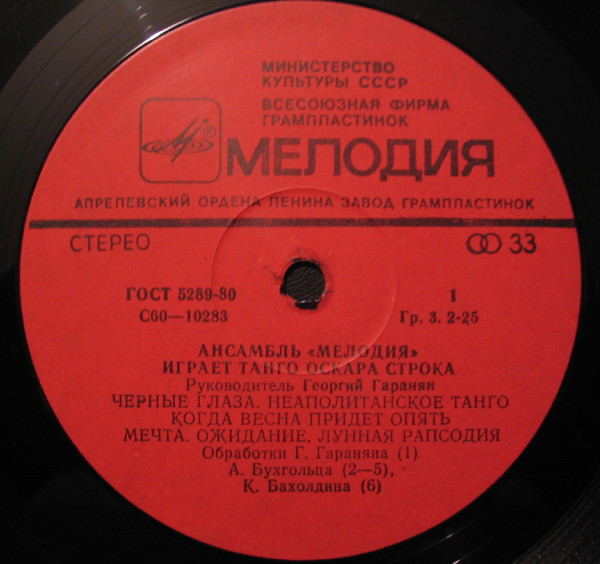 МИНИСТЕРСТВО
КУЛЬТУРЫ СССР
ВСЕСОЮЗНАЯ ФИРМА
ГРАМПЛАСТИНОК
® МЕЛОДИЯ
АПРЕЛЕВСКИЙ ОРДЕНА ЛЕНИНА ЗАВОД ГРАМПЛАСТИНОК
СТЕРЕО 33
ГОСТ 5289-80 1
С60—10283 Гр. 3. 2-25
АНСАМБЛЬ «МЕЛОДИЯ»
ИГРАЕТ ТАНГО ОСКАРА СТРОКА
Руководитель Георгий Гаранян
ЧЕРНЫЕ ГЛАЗА, НЕАПОЛИТАНСКОЕ ТАНГО
КОГДА ВЕСНА ПРИДЕТ ОПЯТЬ
МЕЧТА, ОЖИДАНИЕ, ЛУННАЯ РАПСОДИЯ
Обработки Г. Гараняна (1)
А. Бухгольца (2—5),
К. Бахолдина (6)